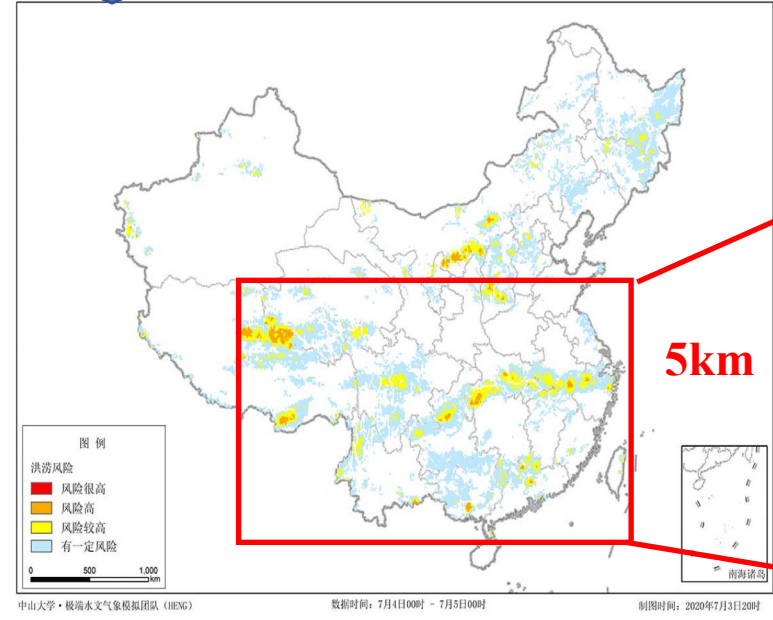 5km
图 例
洪涝风险
风险很高
风险高
风险较高
有一定风险
0 500 1,000
km
南海诸岛
中山大学·极端水文气象模拟团队（HENG） 数据时间：7月4日00时 - 7月5日00时 制图时间：2020年7月3日20时